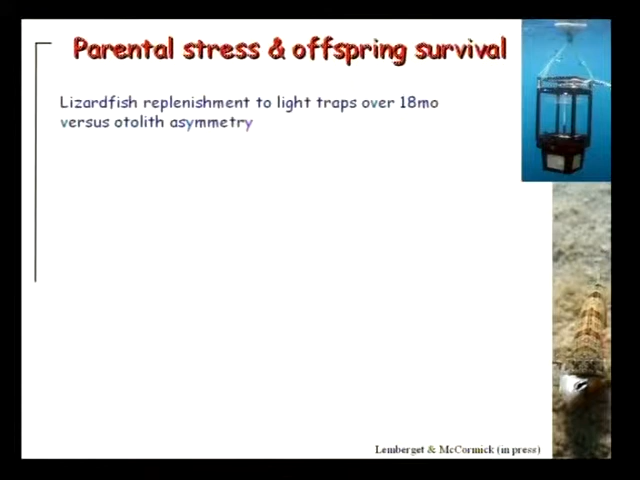 Parental stress & offspring survival
Lizardfish replenishment to light traps over 18mo
versus otolith asymmetry
Lemberget & McCormick (in press)